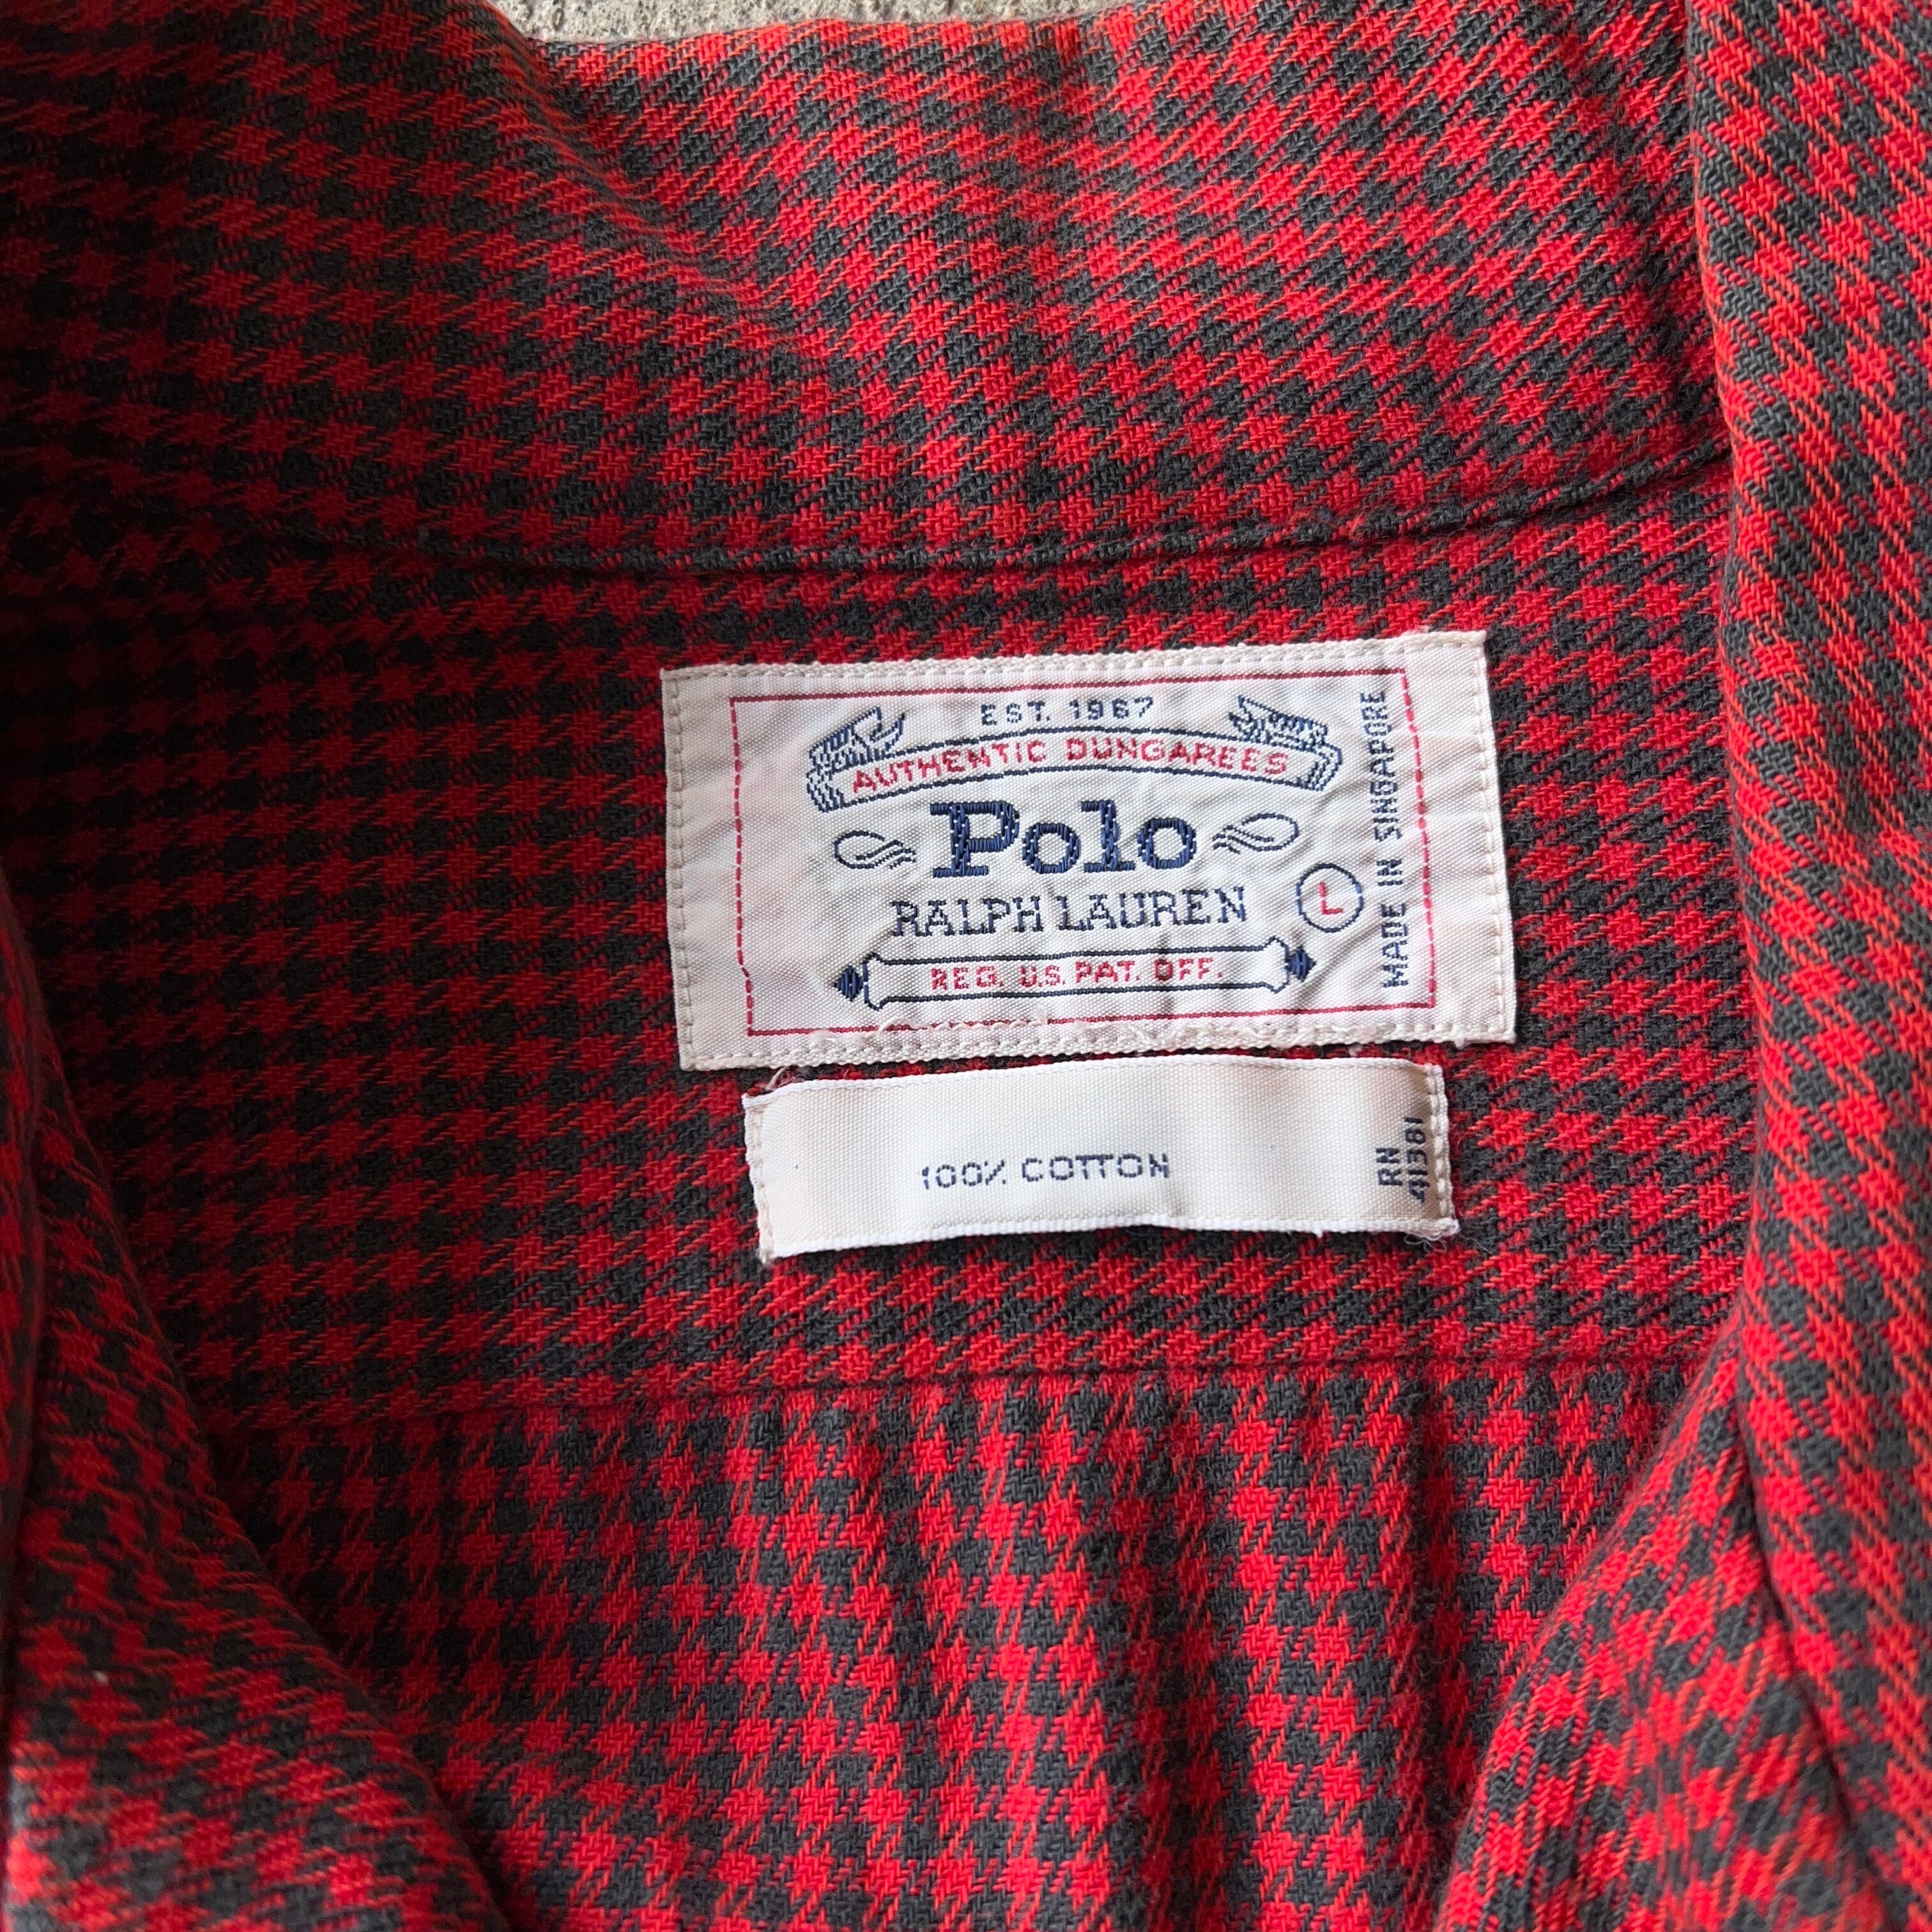 EST. 1967
AUTHENTIC DUNGAREES
Polo
RALPH LAUREN
L
REG. U.S. PAT. OFF.
MADE IN SINGAPORE
100% COTTON
RN
41381